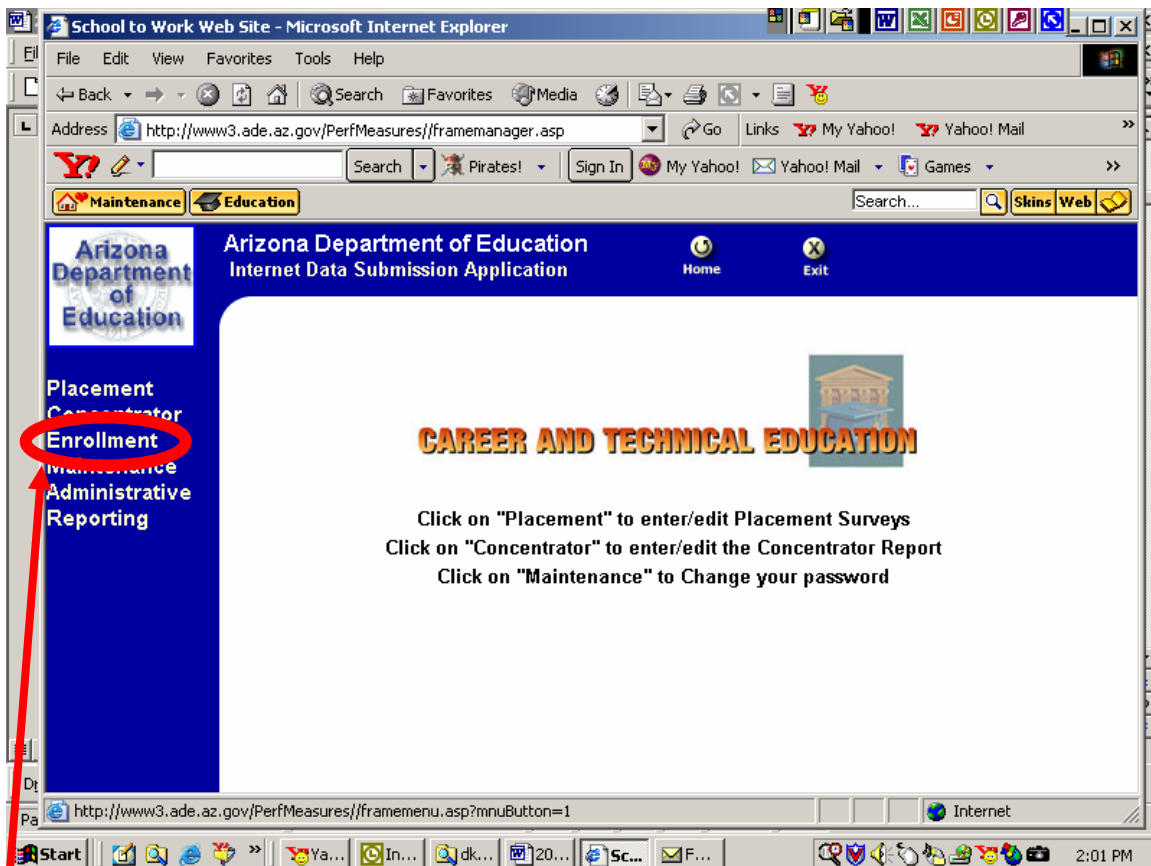 School to Work Web Site - Microsoft Internet Explorer
File Edit View Favorites Tools Help
Back Search Favorites Media
Address http://www3.ade.az.gov/PerfMeasures//framemanager.asp Go Links My Yahoo! Yahoo! Mail »
Y! Search Pirates! Sign In My Yahoo! Yahoo! Mail Games »
Maintenance Education Search... Skins Web
Arizona Department of Education
Internet Data Submission Application
Home Exit
Arizona
Department
of
Education
Placement
Concentrator
Enrollment
Maintenance
Administrative
Reporting
CAREER AND TECHNICAL EDUCATION
Click on "Placement" to enter/edit Placement Surveys
Click on "Concentrator" to enter/edit the Concentrator Report
Click on "Maintenance" to Change your password
http://www3.ade.az.gov/PerfMeasures//framemenu.asp?mnuButton=1 Internet
Start » Ya... In... dk... 20... Sc... F... 2:01 PM